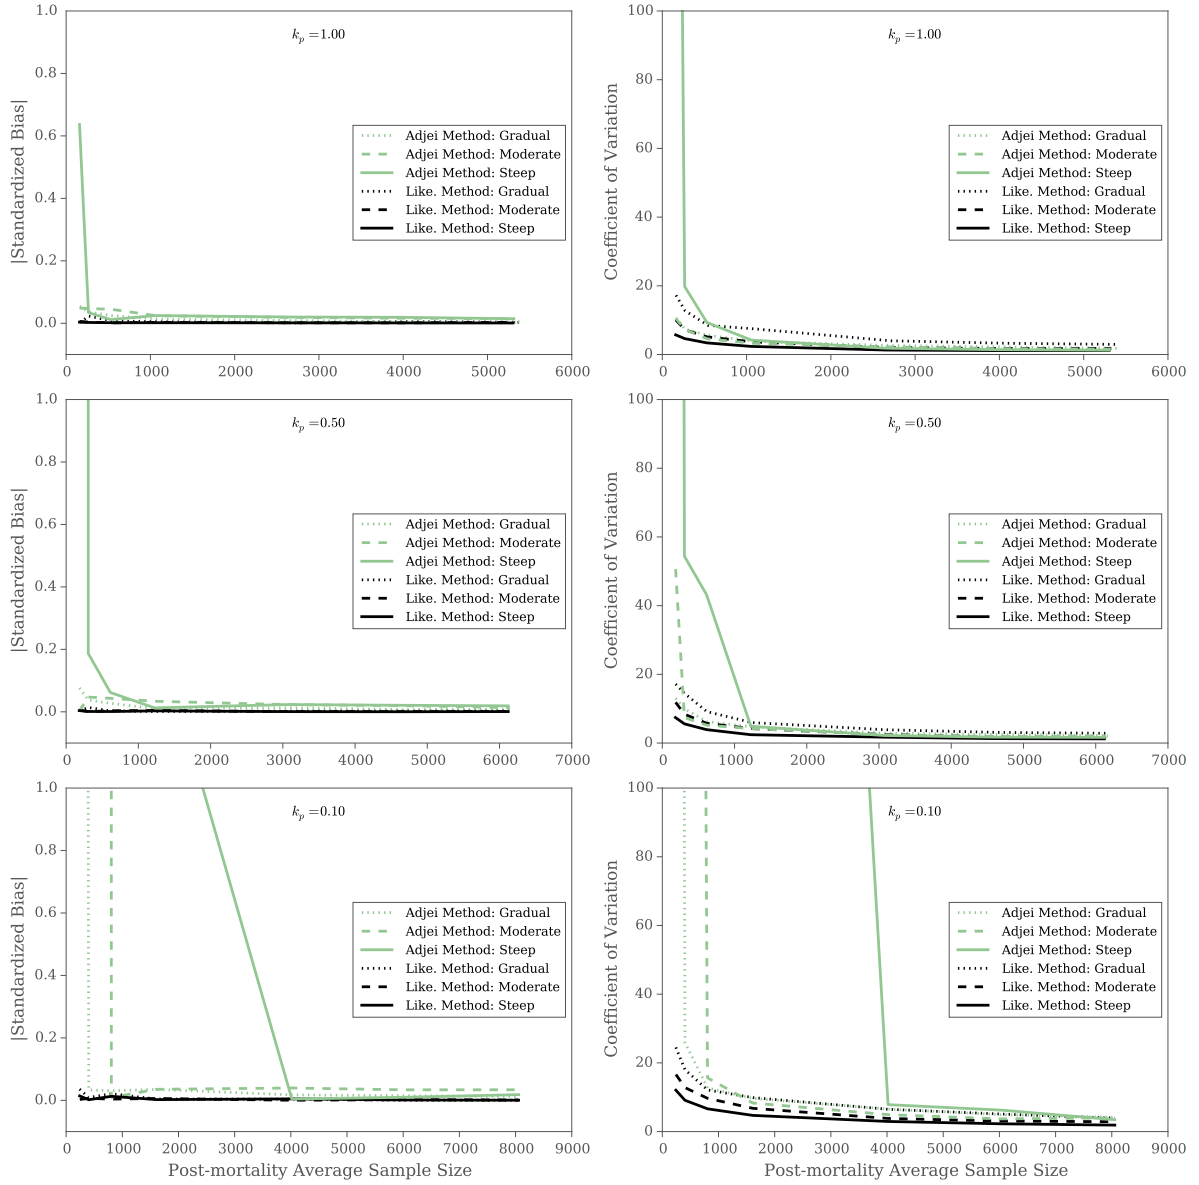 1.0
0.8
0.6
0.4
0.2
0.0
|Standardized Bias|
k_p = 1.00
Adjei Method: Gradual
Adjei Method: Moderate
Adjei Method: Steep
Like. Method: Gradual
Like. Method: Moderate
Like. Method: Steep
0 1000 2000 3000 4000 5000 6000
100
80
60
40
20
0
Coefficient of Variation
k_p = 1.00
Adjei Method: Gradual
Adjei Method: Moderate
Adjei Method: Steep
Like. Method: Gradual
Like. Method: Moderate
Like. Method: Steep
0 1000 2000 3000 4000 5000 6000
1.0
0.8
0.6
0.4
0.2
0.0
|Standardized Bias|
k_p = 0.50
Adjei Method: Gradual
Adjei Method: Moderate
Adjei Method: Steep
Like. Method: Gradual
Like. Method: Moderate
Like. Method: Steep
0 1000 2000 3000 4000 5000 6000 7000
100
80
60
40
20
0
Coefficient of Variation
k_p = 0.50
Adjei Method: Gradual
Adjei Method: Moderate
Adjei Method: Steep
Like. Method: Gradual
Like. Method: Moderate
Like. Method: Steep
0 1000 2000 3000 4000 5000 6000 7000
1.0
0.8
0.6
0.4
0.2
0.0
|Standardized Bias|
k_p = 0.10
Adjei Method: Gradual
Adjei Method: Moderate
Adjei Method: Steep
Like. Method: Gradual
Like. Method: Moderate
Like. Method: Steep
0 1000 2000 3000 4000 5000 6000 7000 8000 9000
Post-mortality Average Sample Size
100
80
60
40
20
0
Coefficient of Variation
k_p = 0.10
Adjei Method: Gradual
Adjei Method: Moderate
Adjei Method: Steep
Like. Method: Gradual
Like. Method: Moderate
Like. Method: Steep
0 1000 2000 3000 4000 5000 6000 7000 8000 9000
Post-mortality Average Sample Size